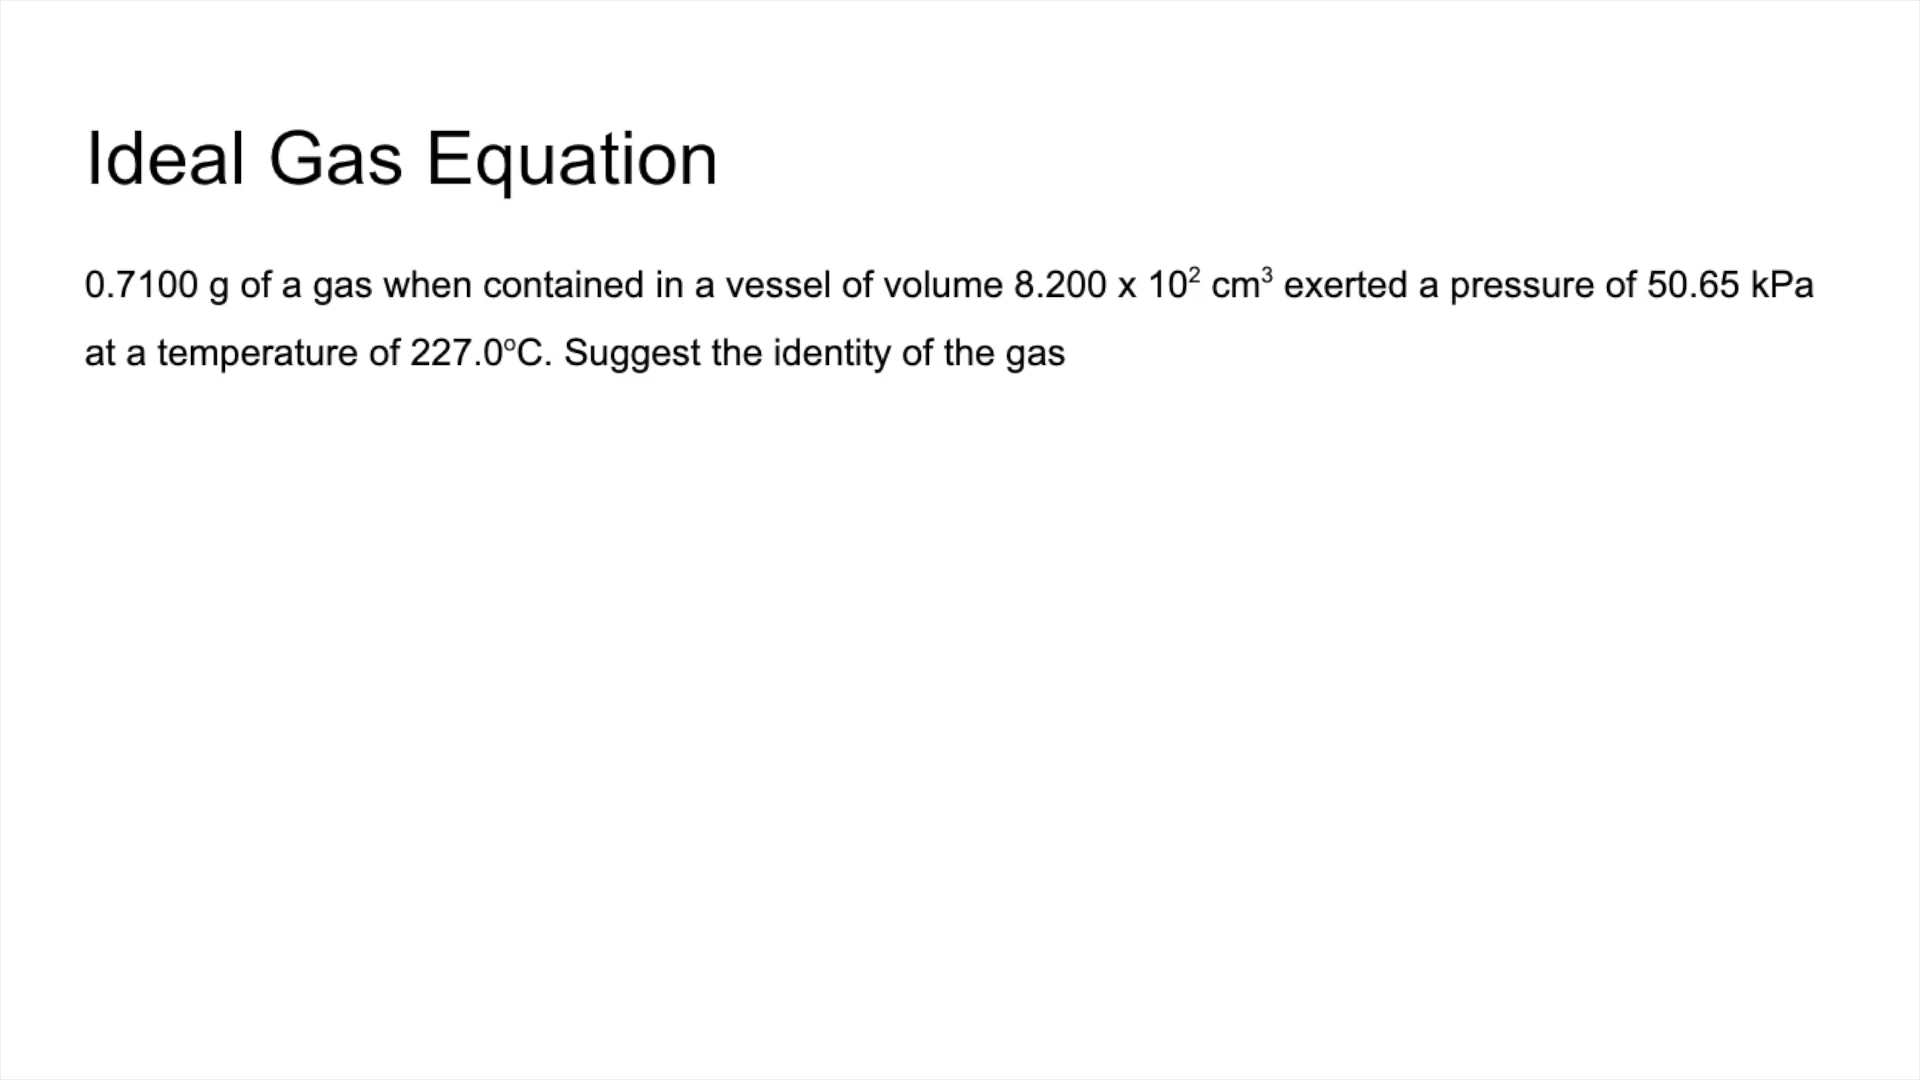 Ideal Gas Equation
0.7100 g of a gas when contained in a vessel of volume 8.200 x 10² cm³ exerted a pressure of 50.65 kPa
at a temperature of 227.0ºC. Suggest the identity of the gas